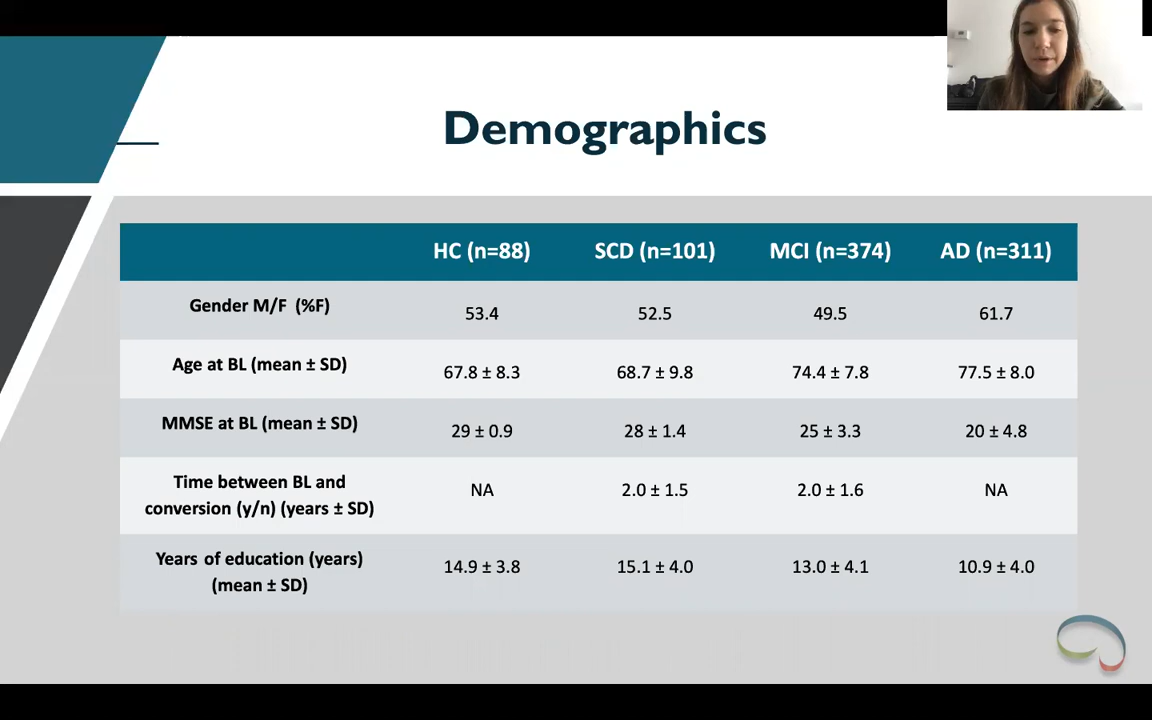 Demographics
HC (n=88) SCD (n=101) MCI (n=374) AD (n=311)
Gender M/F (%F) 53.4 52.5 49.5 61.7
Age at BL (mean ± SD) 67.8 ± 8.3 68.7 ± 9.8 74.4 ± 7.8 77.5 ± 8.0
MMSE at BL (mean ± SD) 29 ± 0.9 28 ± 1.4 25 ± 3.3 20 ± 4.8
Time between BL and
conversion (y/n) (years ± SD) NA 2.0 ± 1.5 2.0 ± 1.6 NA
Years of education (years)
(mean ± SD) 14.9 ± 3.8 15.1 ± 4.0 13.0 ± 4.1 10.9 ± 4.0